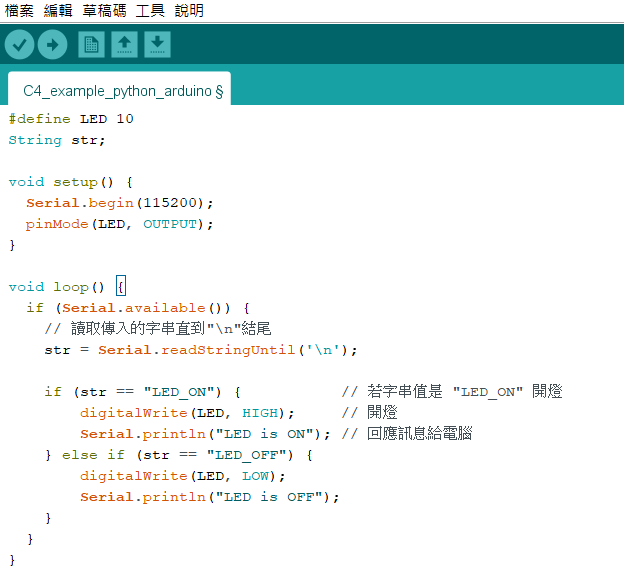 檔案 編輯 草稿碼 工具 說明
C4_example_python_arduino §
#define LED 10
String str;
void setup() {
  Serial.begin(115200);
  pinMode(LED, OUTPUT);
}
void loop() {
  if (Serial.available()) {
    // 讀取傳入的字串直到"\n"結尾
    str = Serial.readStringUntil('\n');
    if (str == "LED_ON") {           // 若字串值是 "LED_ON" 開燈
        digitalWrite(LED, HIGH);     // 開燈
        Serial.println("LED is ON"); // 回應訊息給電腦
    } else if (str == "LED_OFF") {
        digitalWrite(LED, LOW);
        Serial.println("LED is OFF");
    }
  }
}